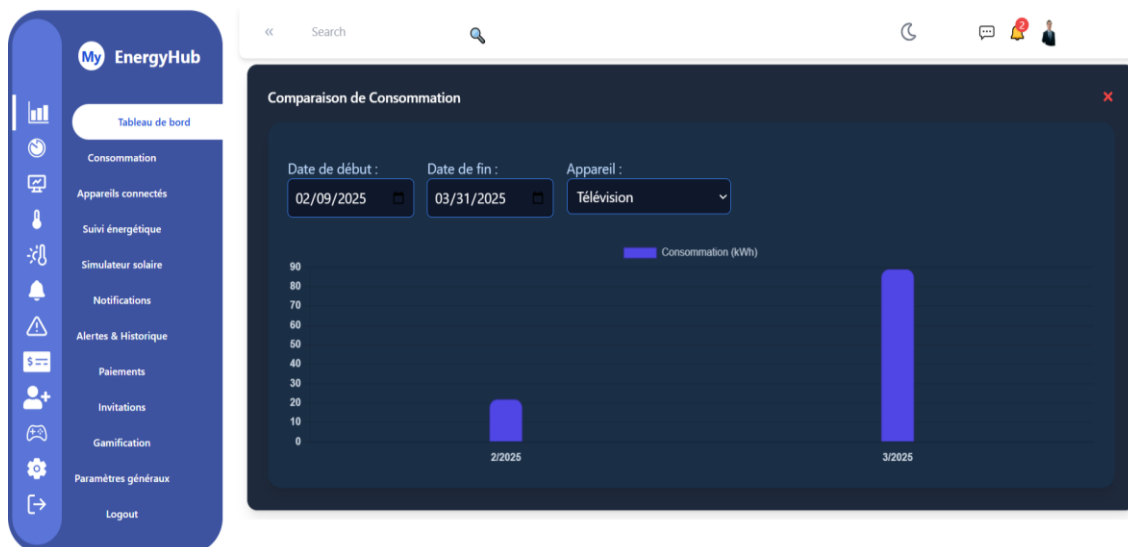 My EnergyHub
Tableau de bord
Consommation
Appareils connectés
Suivi énergétique
Simulateur solaire
Notifications
Alertes & Historique
Paiements
Invitations
Gamification
Paramètres généraux
Logout
« Search
2
Comparaison de Consommation
Date de début : Date de fin : Appareil :
02/09/2025 03/31/2025 Télévision
Consommation (kWh)
90
80
70
60
50
40
30
20
10
0
2/2025 3/2025